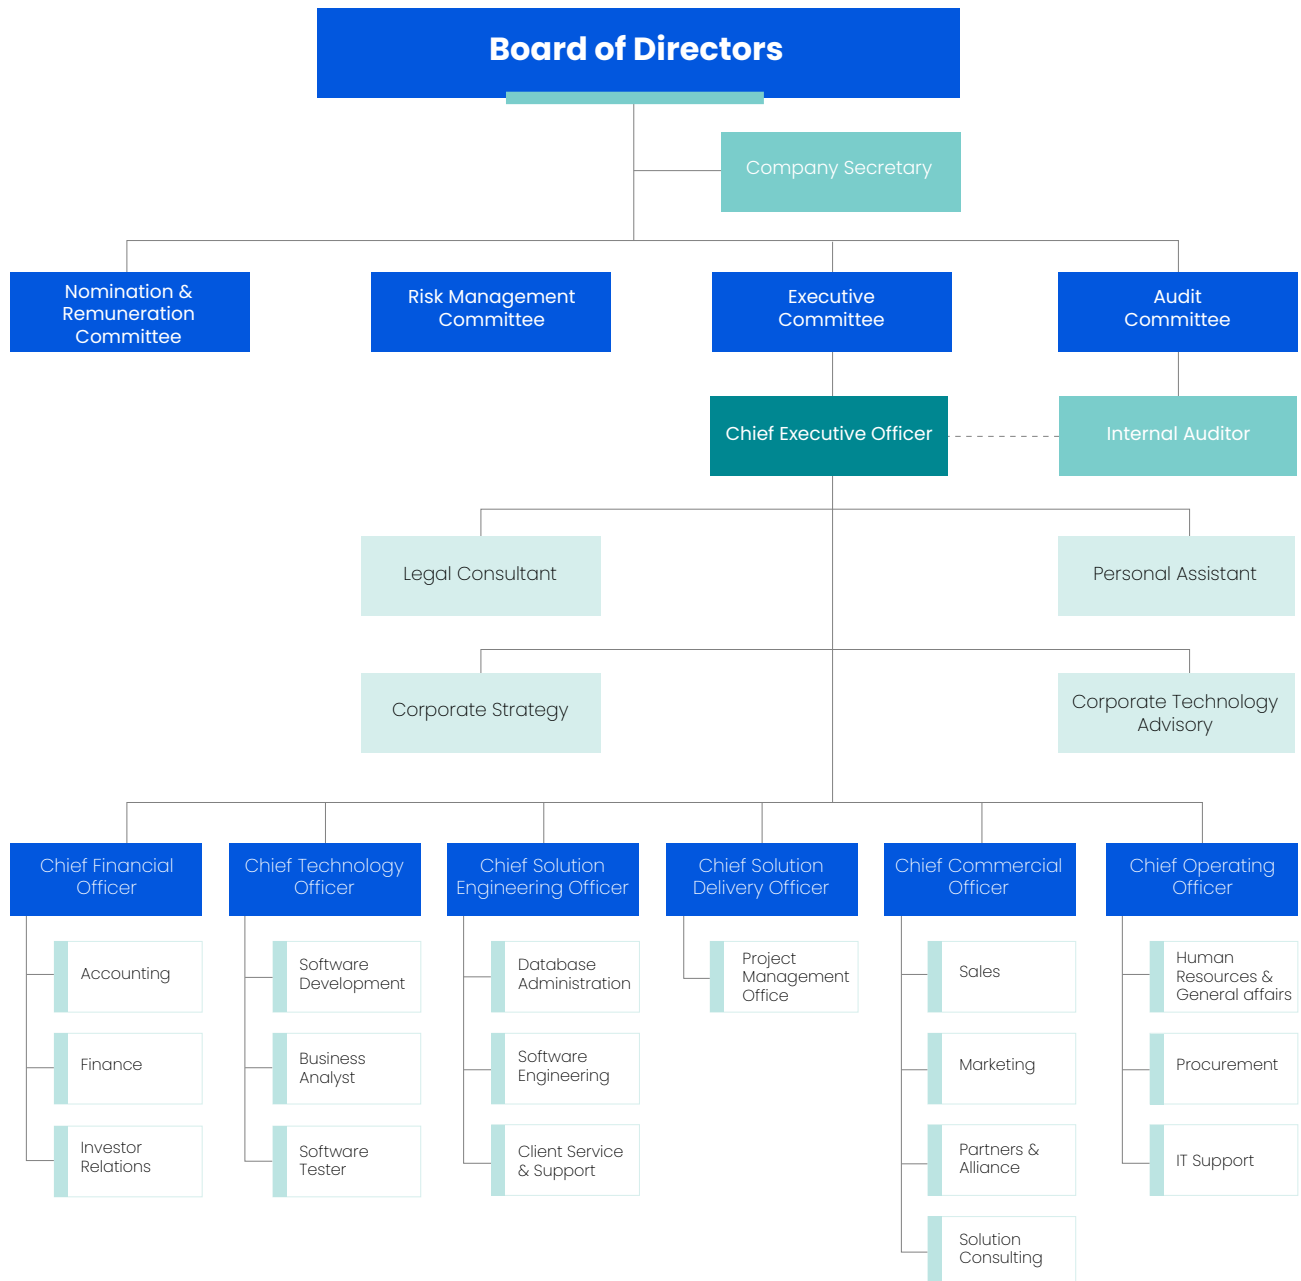 Board of Directors
Company Secretary
Nomination &
Remuneration
Committee
Risk Management
Committee
Executive
Committee
Audit
Committee
Chief Executive Officer
Internal Auditor
Legal Consultant
Personal Assistant
Corporate Strategy
Corporate Technology
Advisory
Chief Financial
Officer
Chief Technology
Officer
Chief Solution
Engineering Officer
Chief Solution
Delivery Officer
Chief Commercial
Officer
Chief Operating
Officer
Accounting
Finance
Investor
Relations
Software
Development
Business
Analyst
Software
Tester
Database
Administration
Software
Engineering
Client Service
& Support
Project
Management
Office
Sales
Marketing
Partners &
Alliance
Solution
Consulting
Human
Resources &
General affairs
Procurement
IT Support